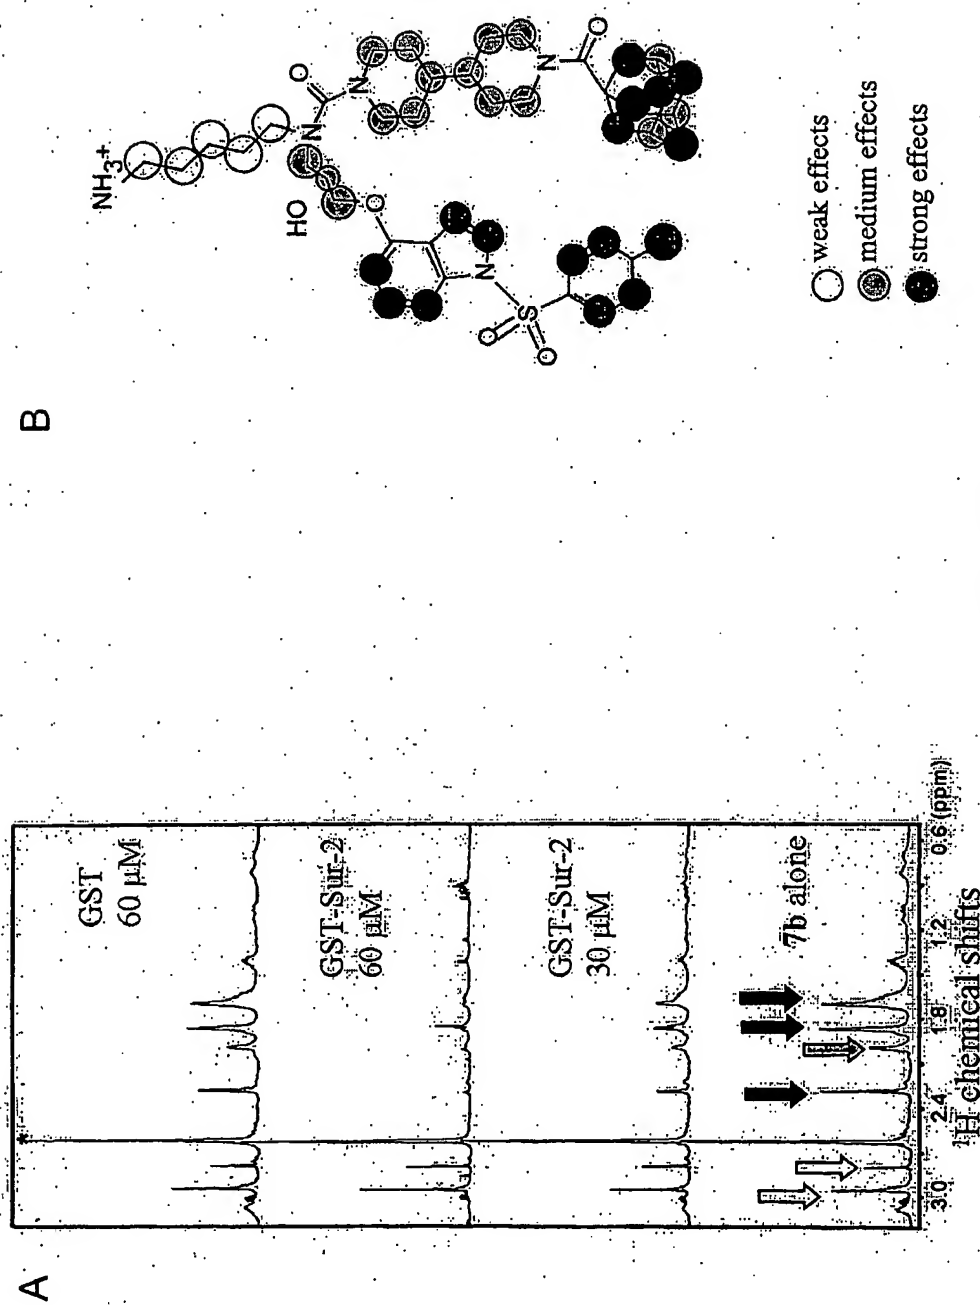 A
GST
60 µM
GST-Sur-2
60 µM
GST-Sur-2
30 µM
7b alone
*
3.0
2.4
1.8
1.2
0.6 (ppm)
¹H chemical shifts
B
NH₃⁺
HO
N
O
N
O
N
S
O
O
N
O
weak effects
medium effects
strong effects